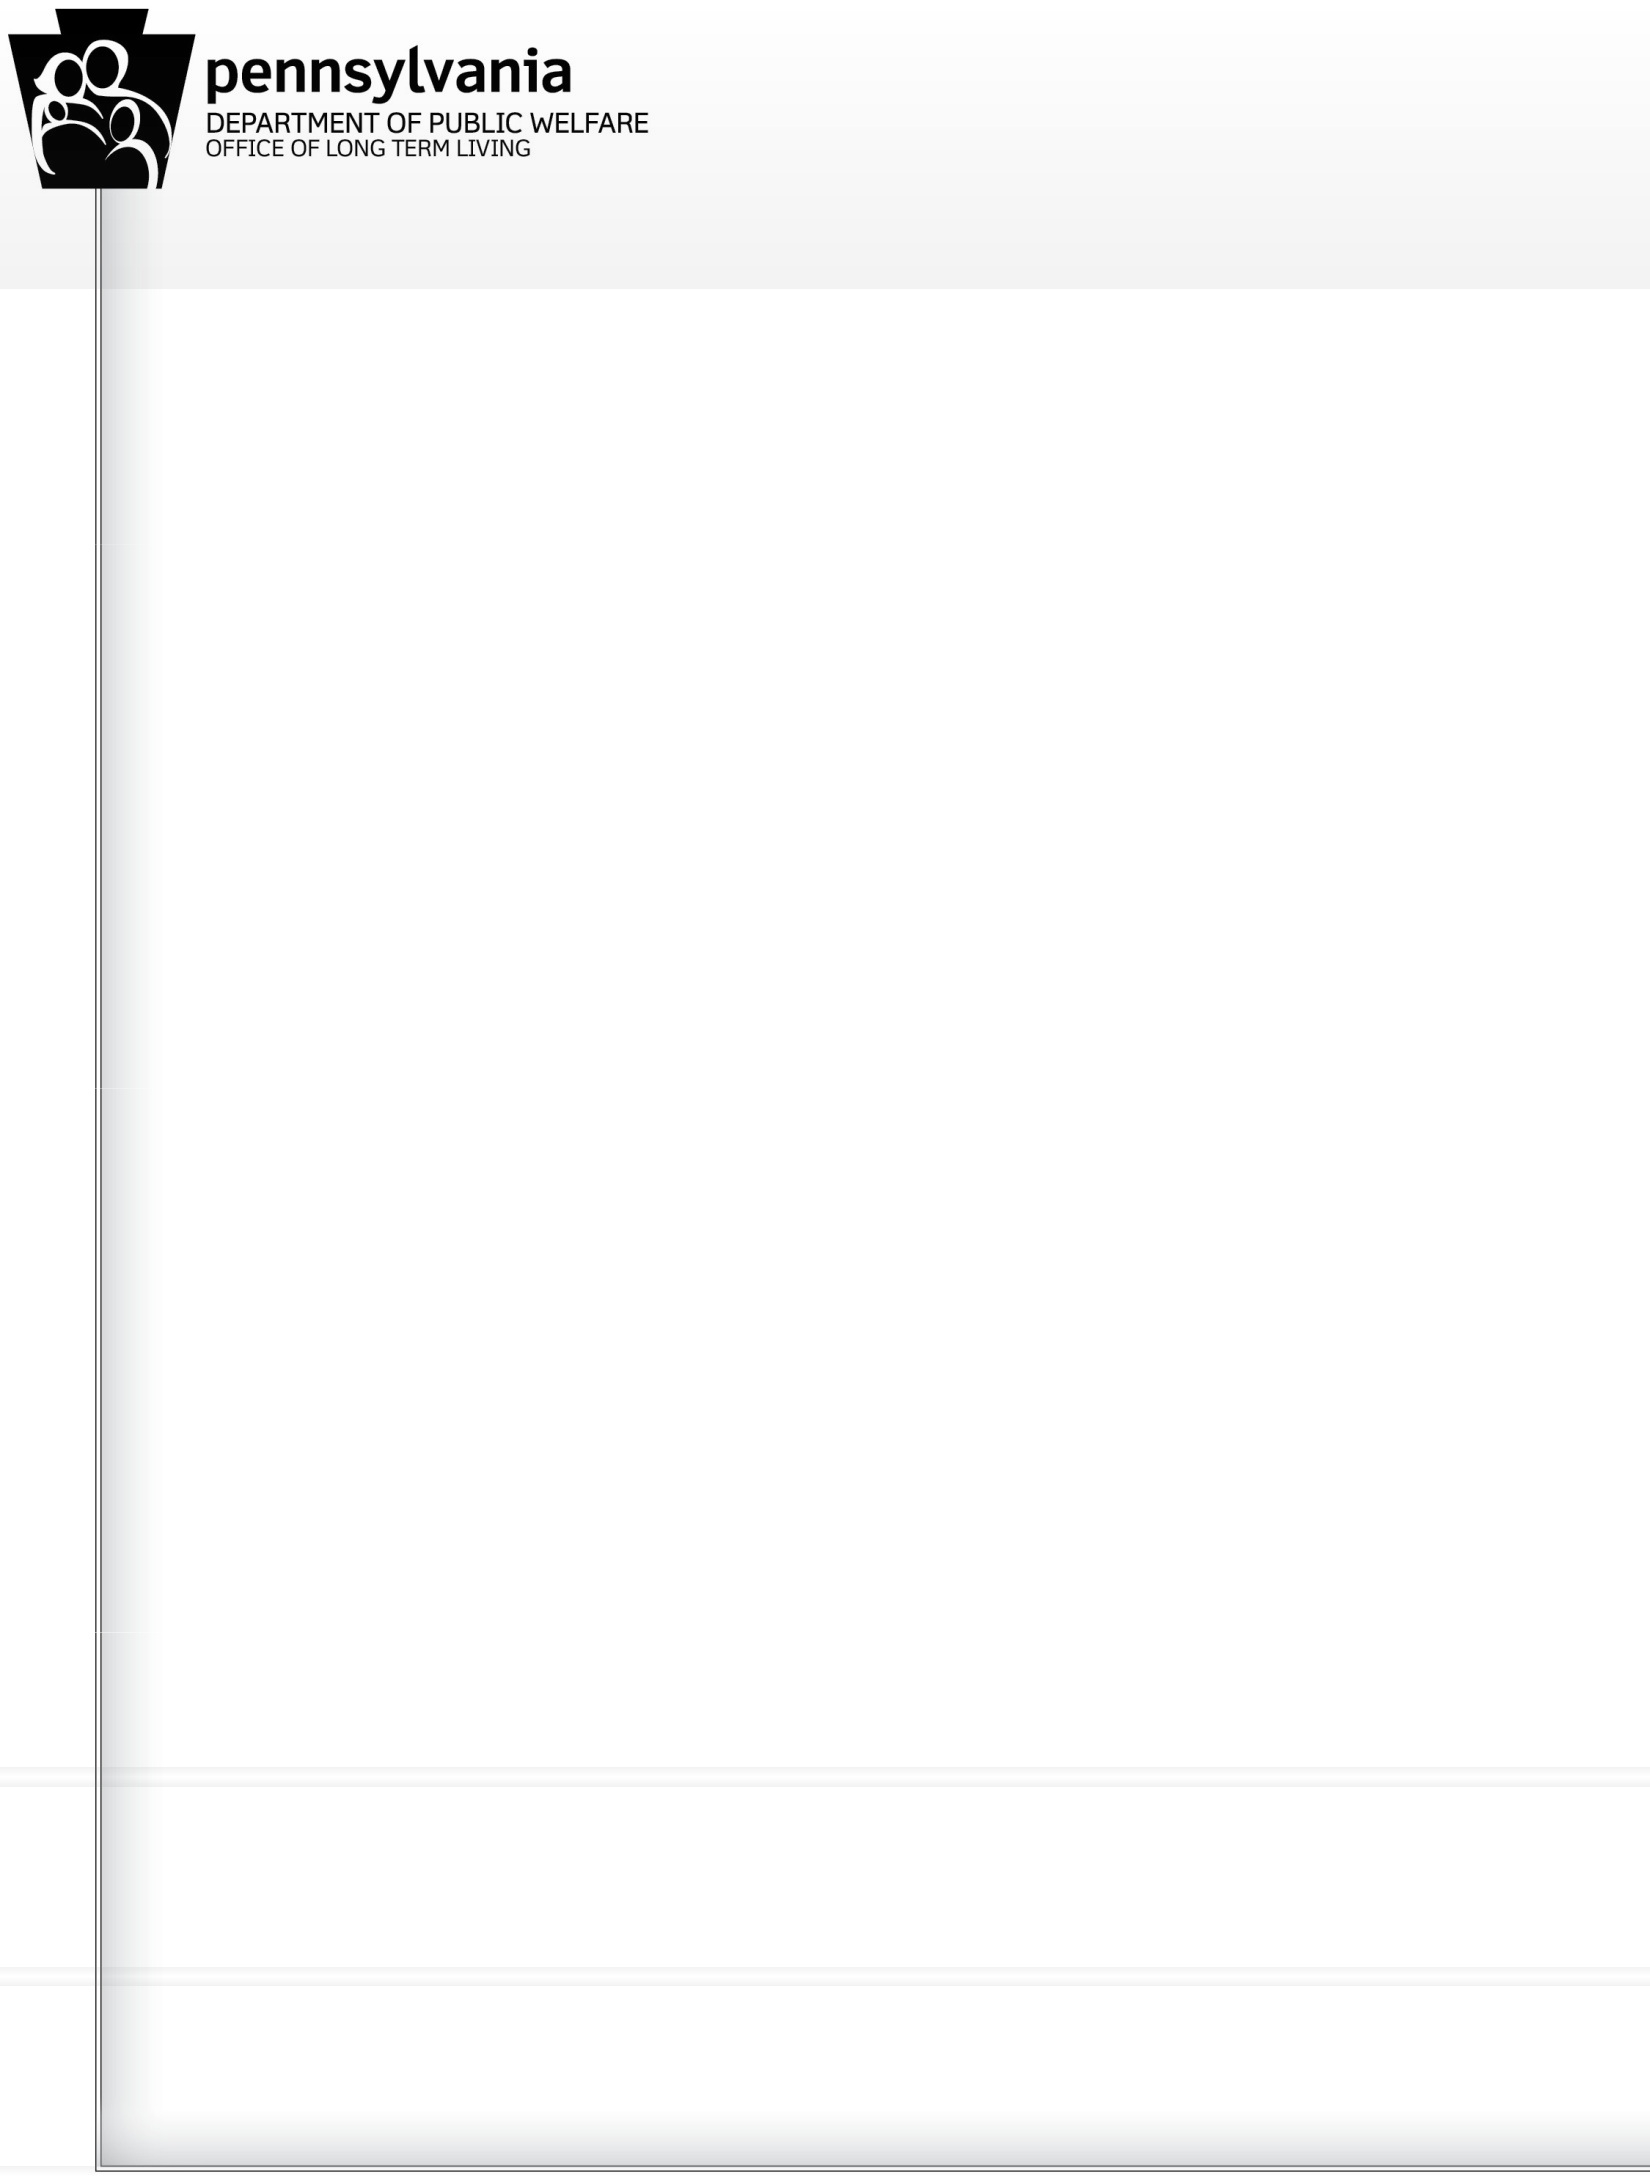 pennsylvania
DEPARTMENT OF PUBLIC WELFARE
OFFICE OF LONG TERM LIVING